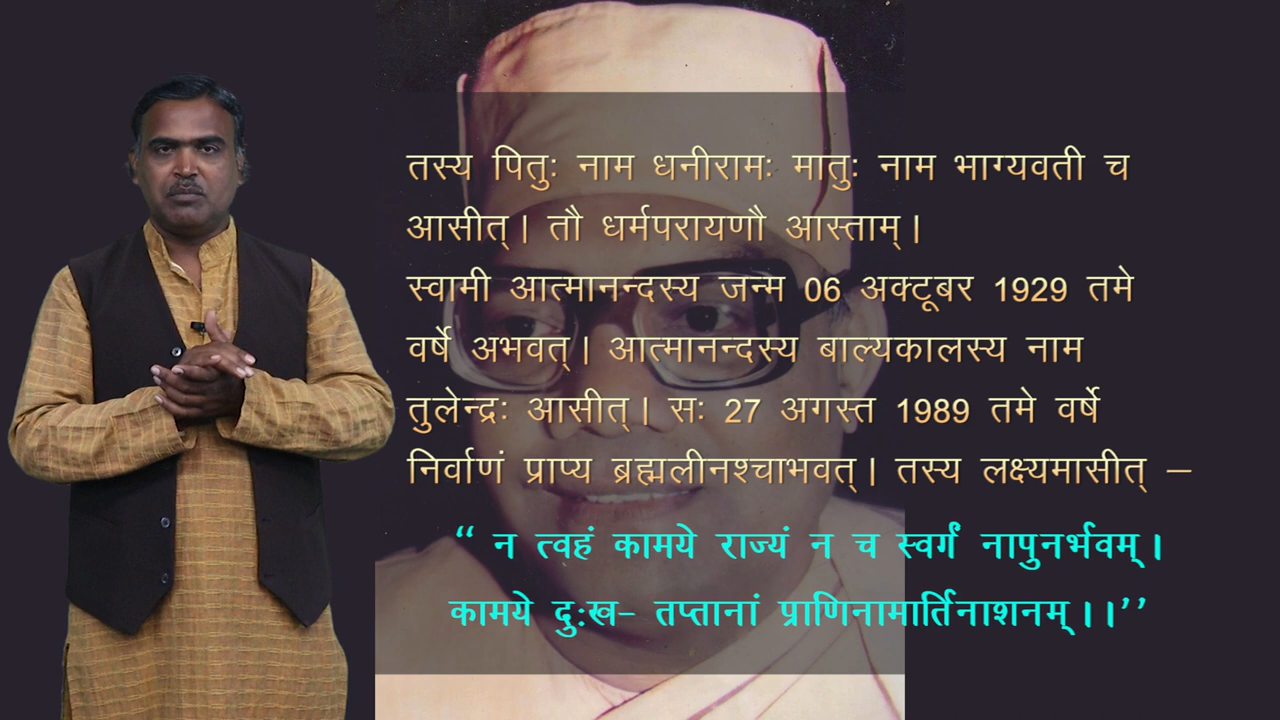 तस्य पितुः नाम धनीरामः मातुः नाम भाग्यवती च
आसीत्। तौ धर्मपरायणौ आस्ताम्।
स्वामी आत्मानन्दस्य जन्म 06 अक्टूबर 1929 तमे
वर्षे अभवत्। आत्मानन्दस्य बाल्यकालस्य नाम
तुलेन्द्रः आसीत्। सः 27 अगस्त 1989 तमे वर्षे
निर्वाणं प्राप्य ब्रह्मलीनश्चाभवत्। तस्य लक्ष्यमासीत् –
“ न त्वहं कामये राज्यं न च स्वर्गं नापुनर्भवम्।
कामये दुःख– तप्तानां प्राणिनामार्तिनाशनम्।।’’